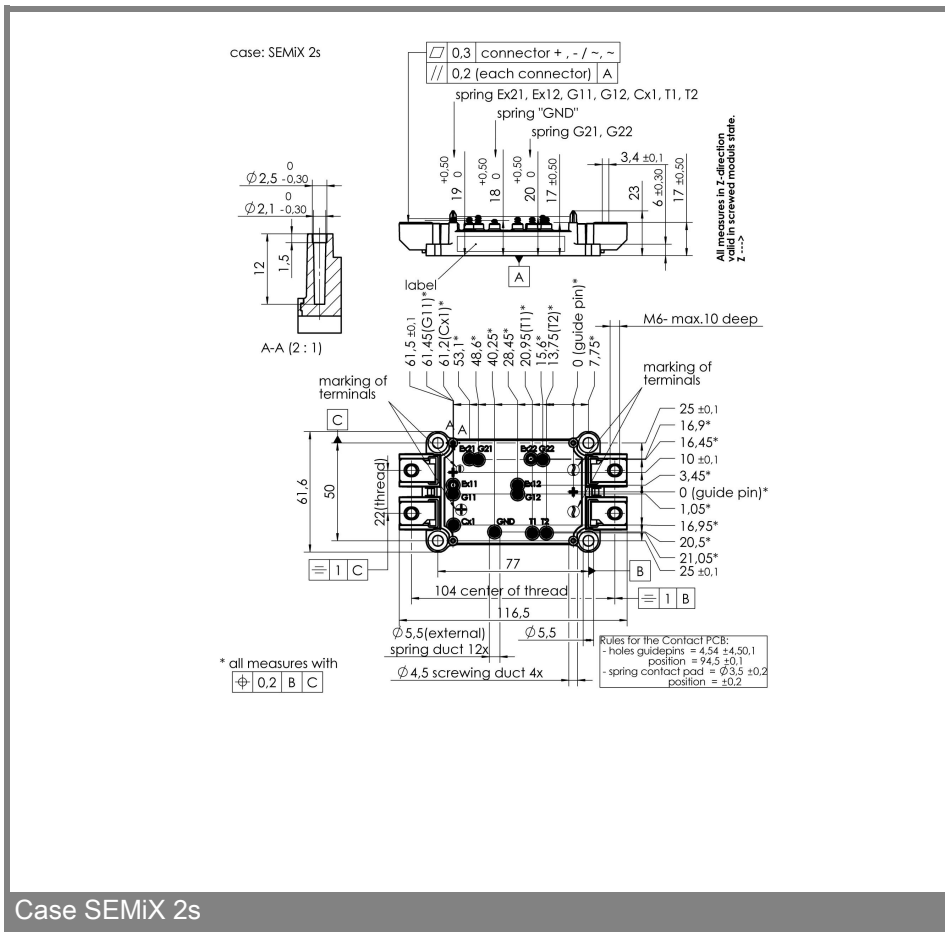 case: SEMiX 2s
0,3 connector + , - / ~, ~
// 0,2 (each connector) A
spring Ex21, Ex12, G11, G12, Cx1, T1, T2
spring "GND"
spring G21, G22
+0,50
19 0
+0,50
18 0
+0,50
20 0
17 ±0,50
3,4 ±0,1
23
6 ±0,30
17 ±0,50
All measures in Z-direction
valid in screwed moduls state.
Z --->
0
Ø2,5 -0,30
0
Ø2,1 -0,30
12
1,5
A-A (2 : 1)
label
A
61,5 ±0,1
61,45(G11)*
61,2(Cx1)*
53,1*
48,6*
40,25*
28,45*
20,95(T1)*
15,6*
13,75(T2)*
0 (guide pin)*
7,75*
M6- max.10 deep
marking of
terminals
marking of
terminals
C
A
A
Ex21 G21
Ex22 G22
Ex11
G11
Ex12
G12
Cx1
GND
T1 T2
61,6
50
22(thread)
25 ±0,1
16,9*
16,45*
10 ±0,1
3,45*
0 (guide pin)*
1,05*
16,95*
20,5*
21,05*
25 ±0,1
1 C
77
B
104 center of thread
1 B
116,5
Ø5,5(external)
spring duct 12x
Ø5,5
Ø4,5 screwing duct 4x
Rules for the Contact PCB:
- holes guidepins = 4,54 ±4,50,1
position = 94,5 ±0,1
- spring contact pad = Ø3,5 ±0,2
position = ±0,2
* all measures with
0,2 B C
Case SEMiX 2s